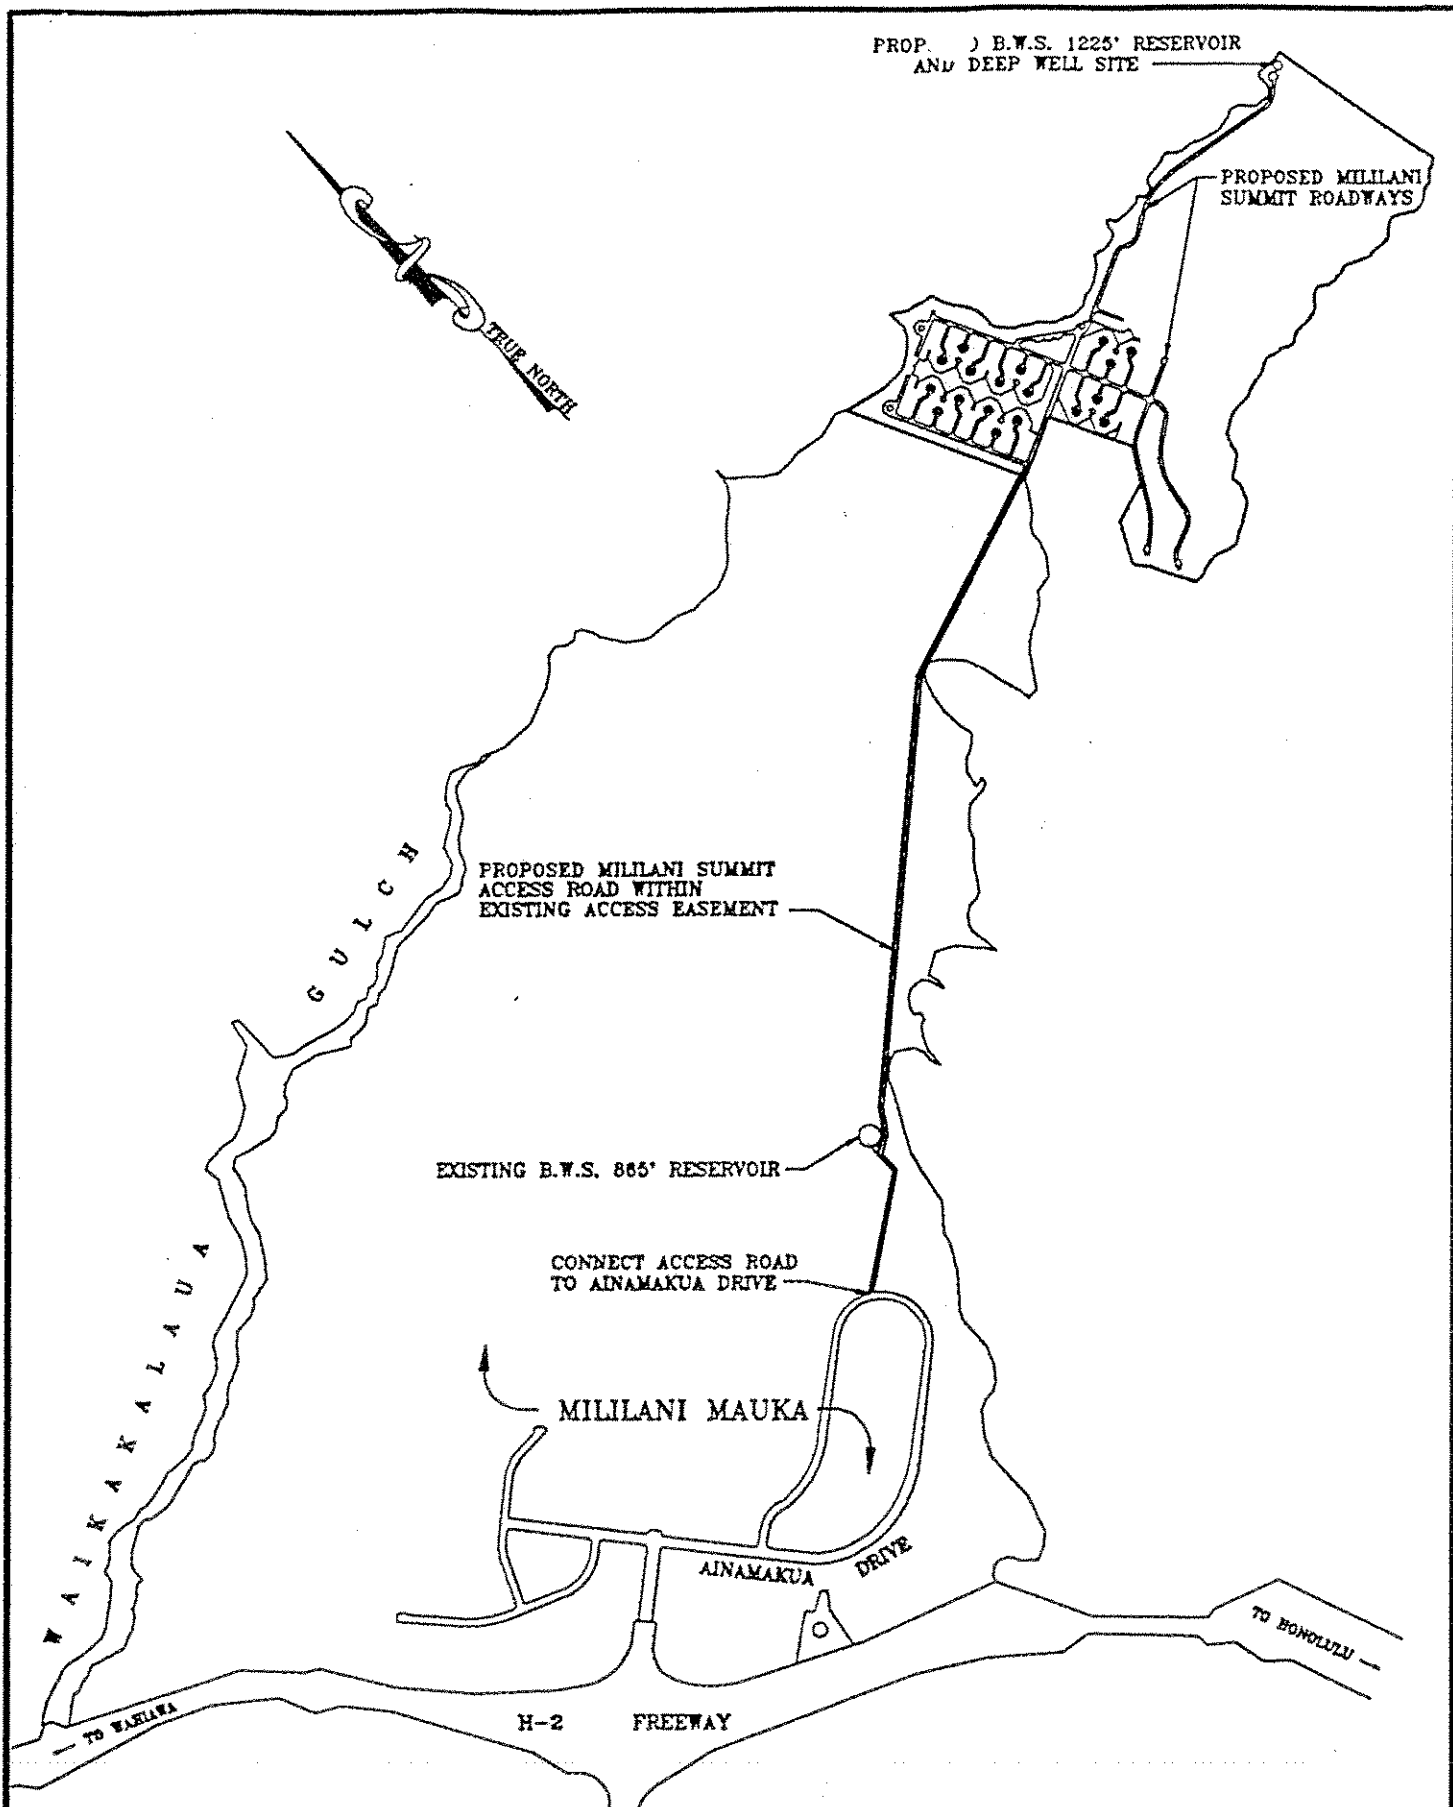 PROP. ) B.W.S. 1225' RESERVOIR
AND DEEP WELL SITE
PROPOSED MILILANI
SUMMIT ROADWAYS
TRUE NORTH
PROPOSED MILILANI SUMMIT
ACCESS ROAD WITHIN
EXISTING ACCESS EASEMENT
WAIKAKALAUA GULCH
EXISTING B.W.S. 865' RESERVOIR
CONNECT ACCESS ROAD
TO AINAMAKUA DRIVE
MILILANI MAUKA
AINAMAKUA DRIVE
TO HONOLULU
TO WAHIAWA
H-2 FREEWAY